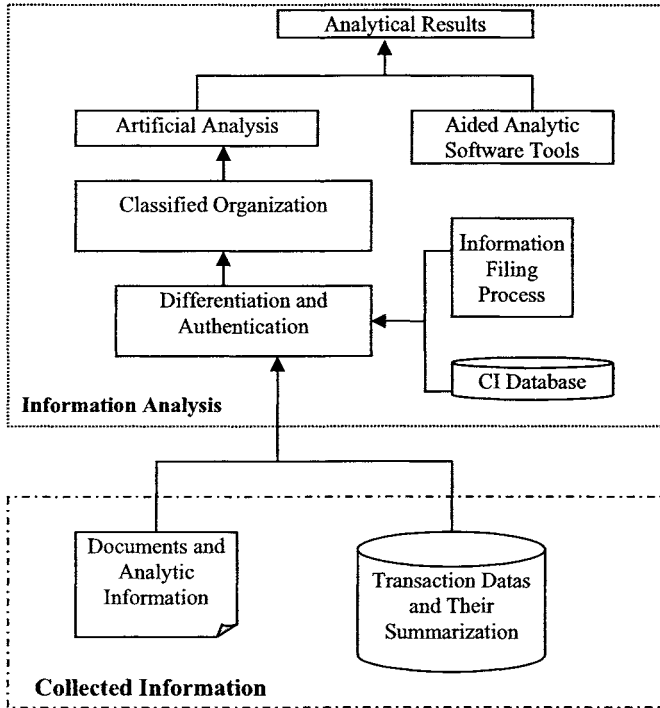 Analytical Results
Artificial Analysis
Aided Analytic
Software Tools
Classified Organization
Information
Filing
Process
Differentiation and
Authentication
CI Database
Information Analysis
Documents and
Analytic
Information
Transaction Datas
and Their
Summarization
Collected Information